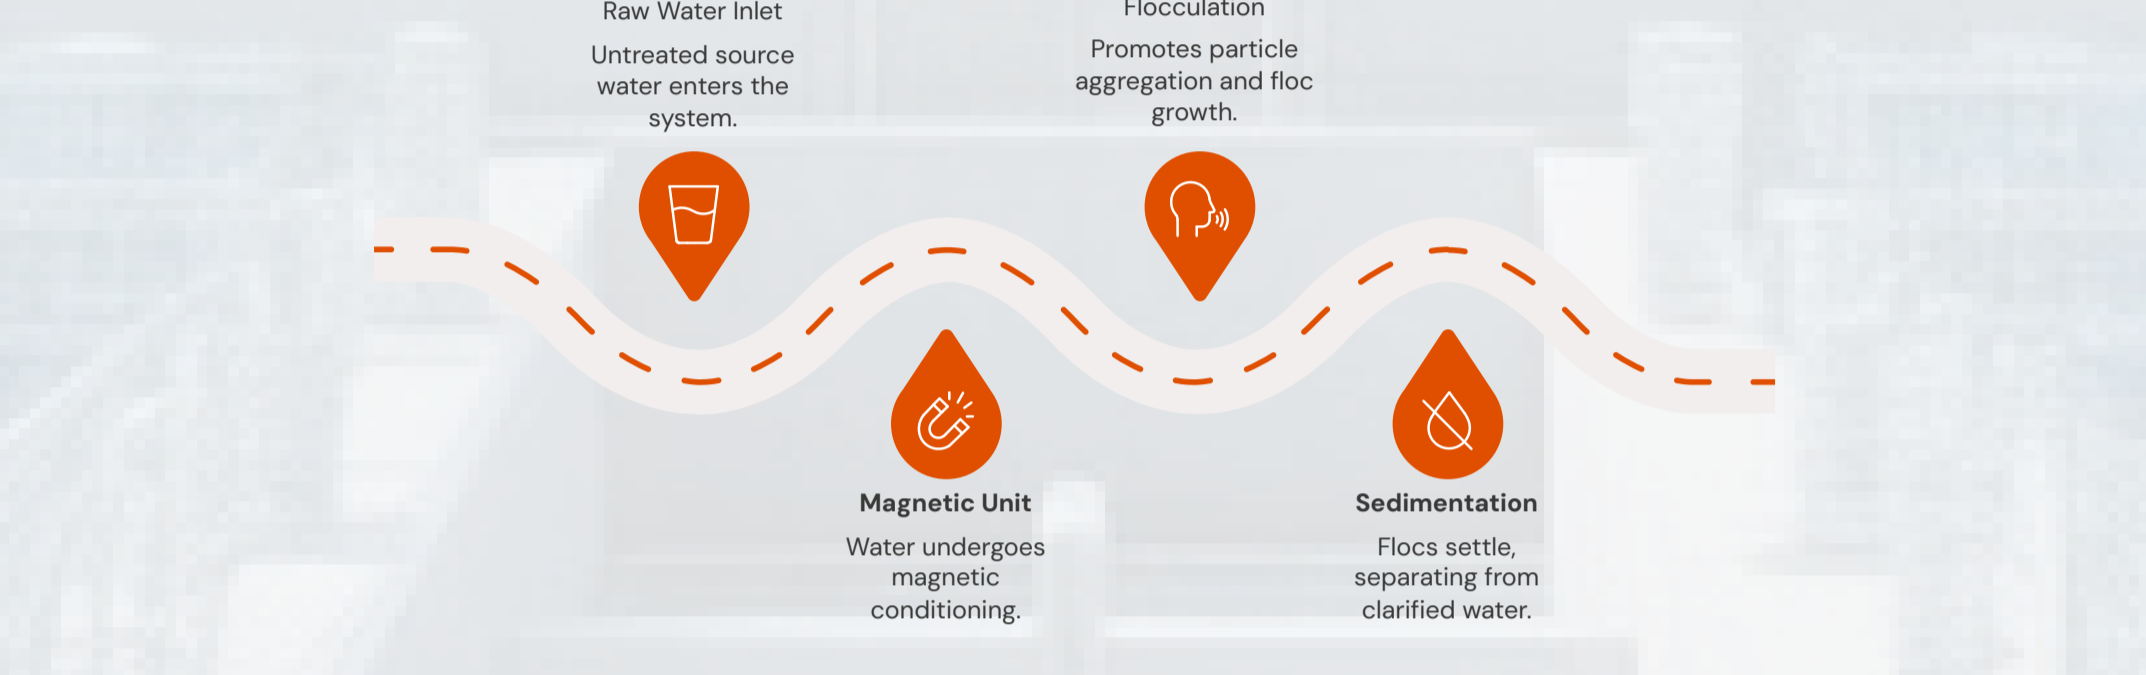 Raw Water Inlet
Untreated source
water enters the
system.
Magnetic Unit
Water undergoes
magnetic
conditioning.
Flocculation
Promotes particle
aggregation and floc
growth.
Sedimentation
Flocs settle,
separating from
clarified water.